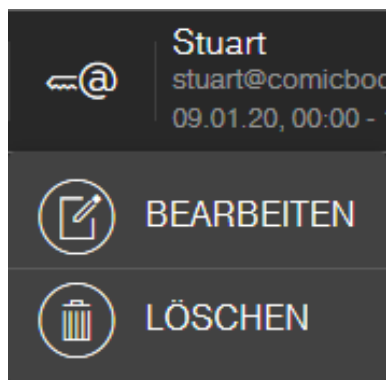 Stuart
stuart@comicboo
09.01.20, 00:00 -
BEARBEITEN
LÖSCHEN